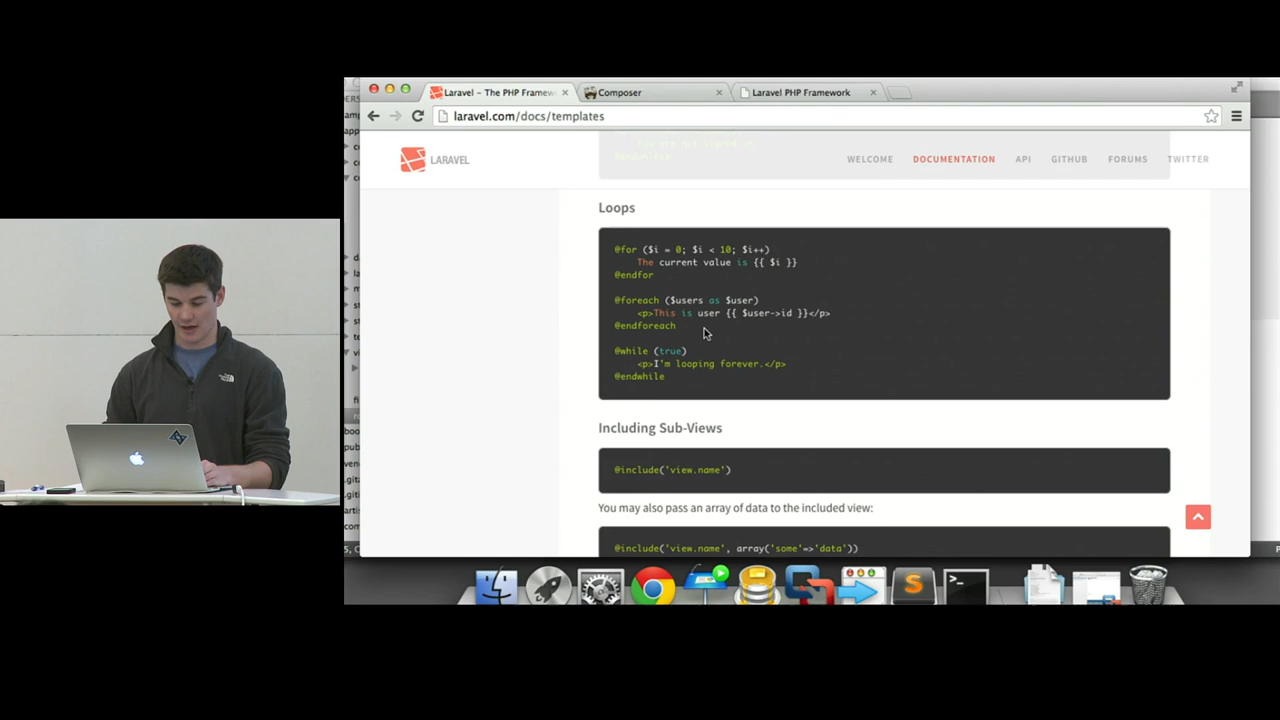 Laravel - The PHP Framew
Composer
Laravel PHP Framework
laravel.com/docs/templates
LARAVEL
WELCOME
DOCUMENTATION
API
GITHUB
FORUMS
TWITTER
Loops
@for ($i = 0; $i < 10; $i++)
The current value is {{ $i }}
@endfor
@foreach ($users as $user)
<p>This is user {{ $user->id }}</p>
@endforeach
@while (true)
<p>I'm looping forever.</p>
@endwhile
Including Sub-Views
@include('view.name')
You may also pass an array of data to the included view:
@include('view.name', array('some'=>'data'))